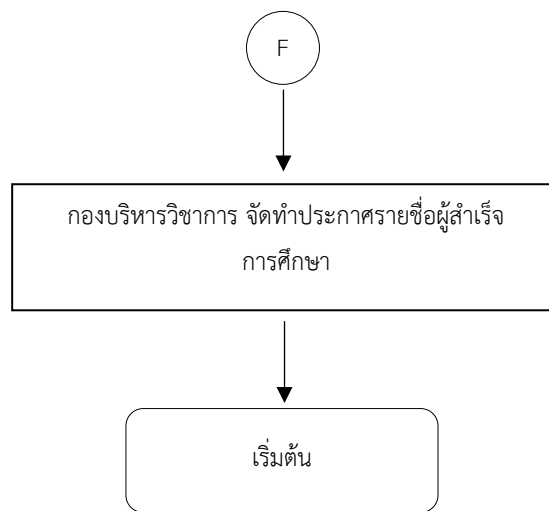 F
กองบริหารวิชาการ จัดทำประกาศรายชื่อผู้สำเร็จ
การศึกษา
เริ่มต้น